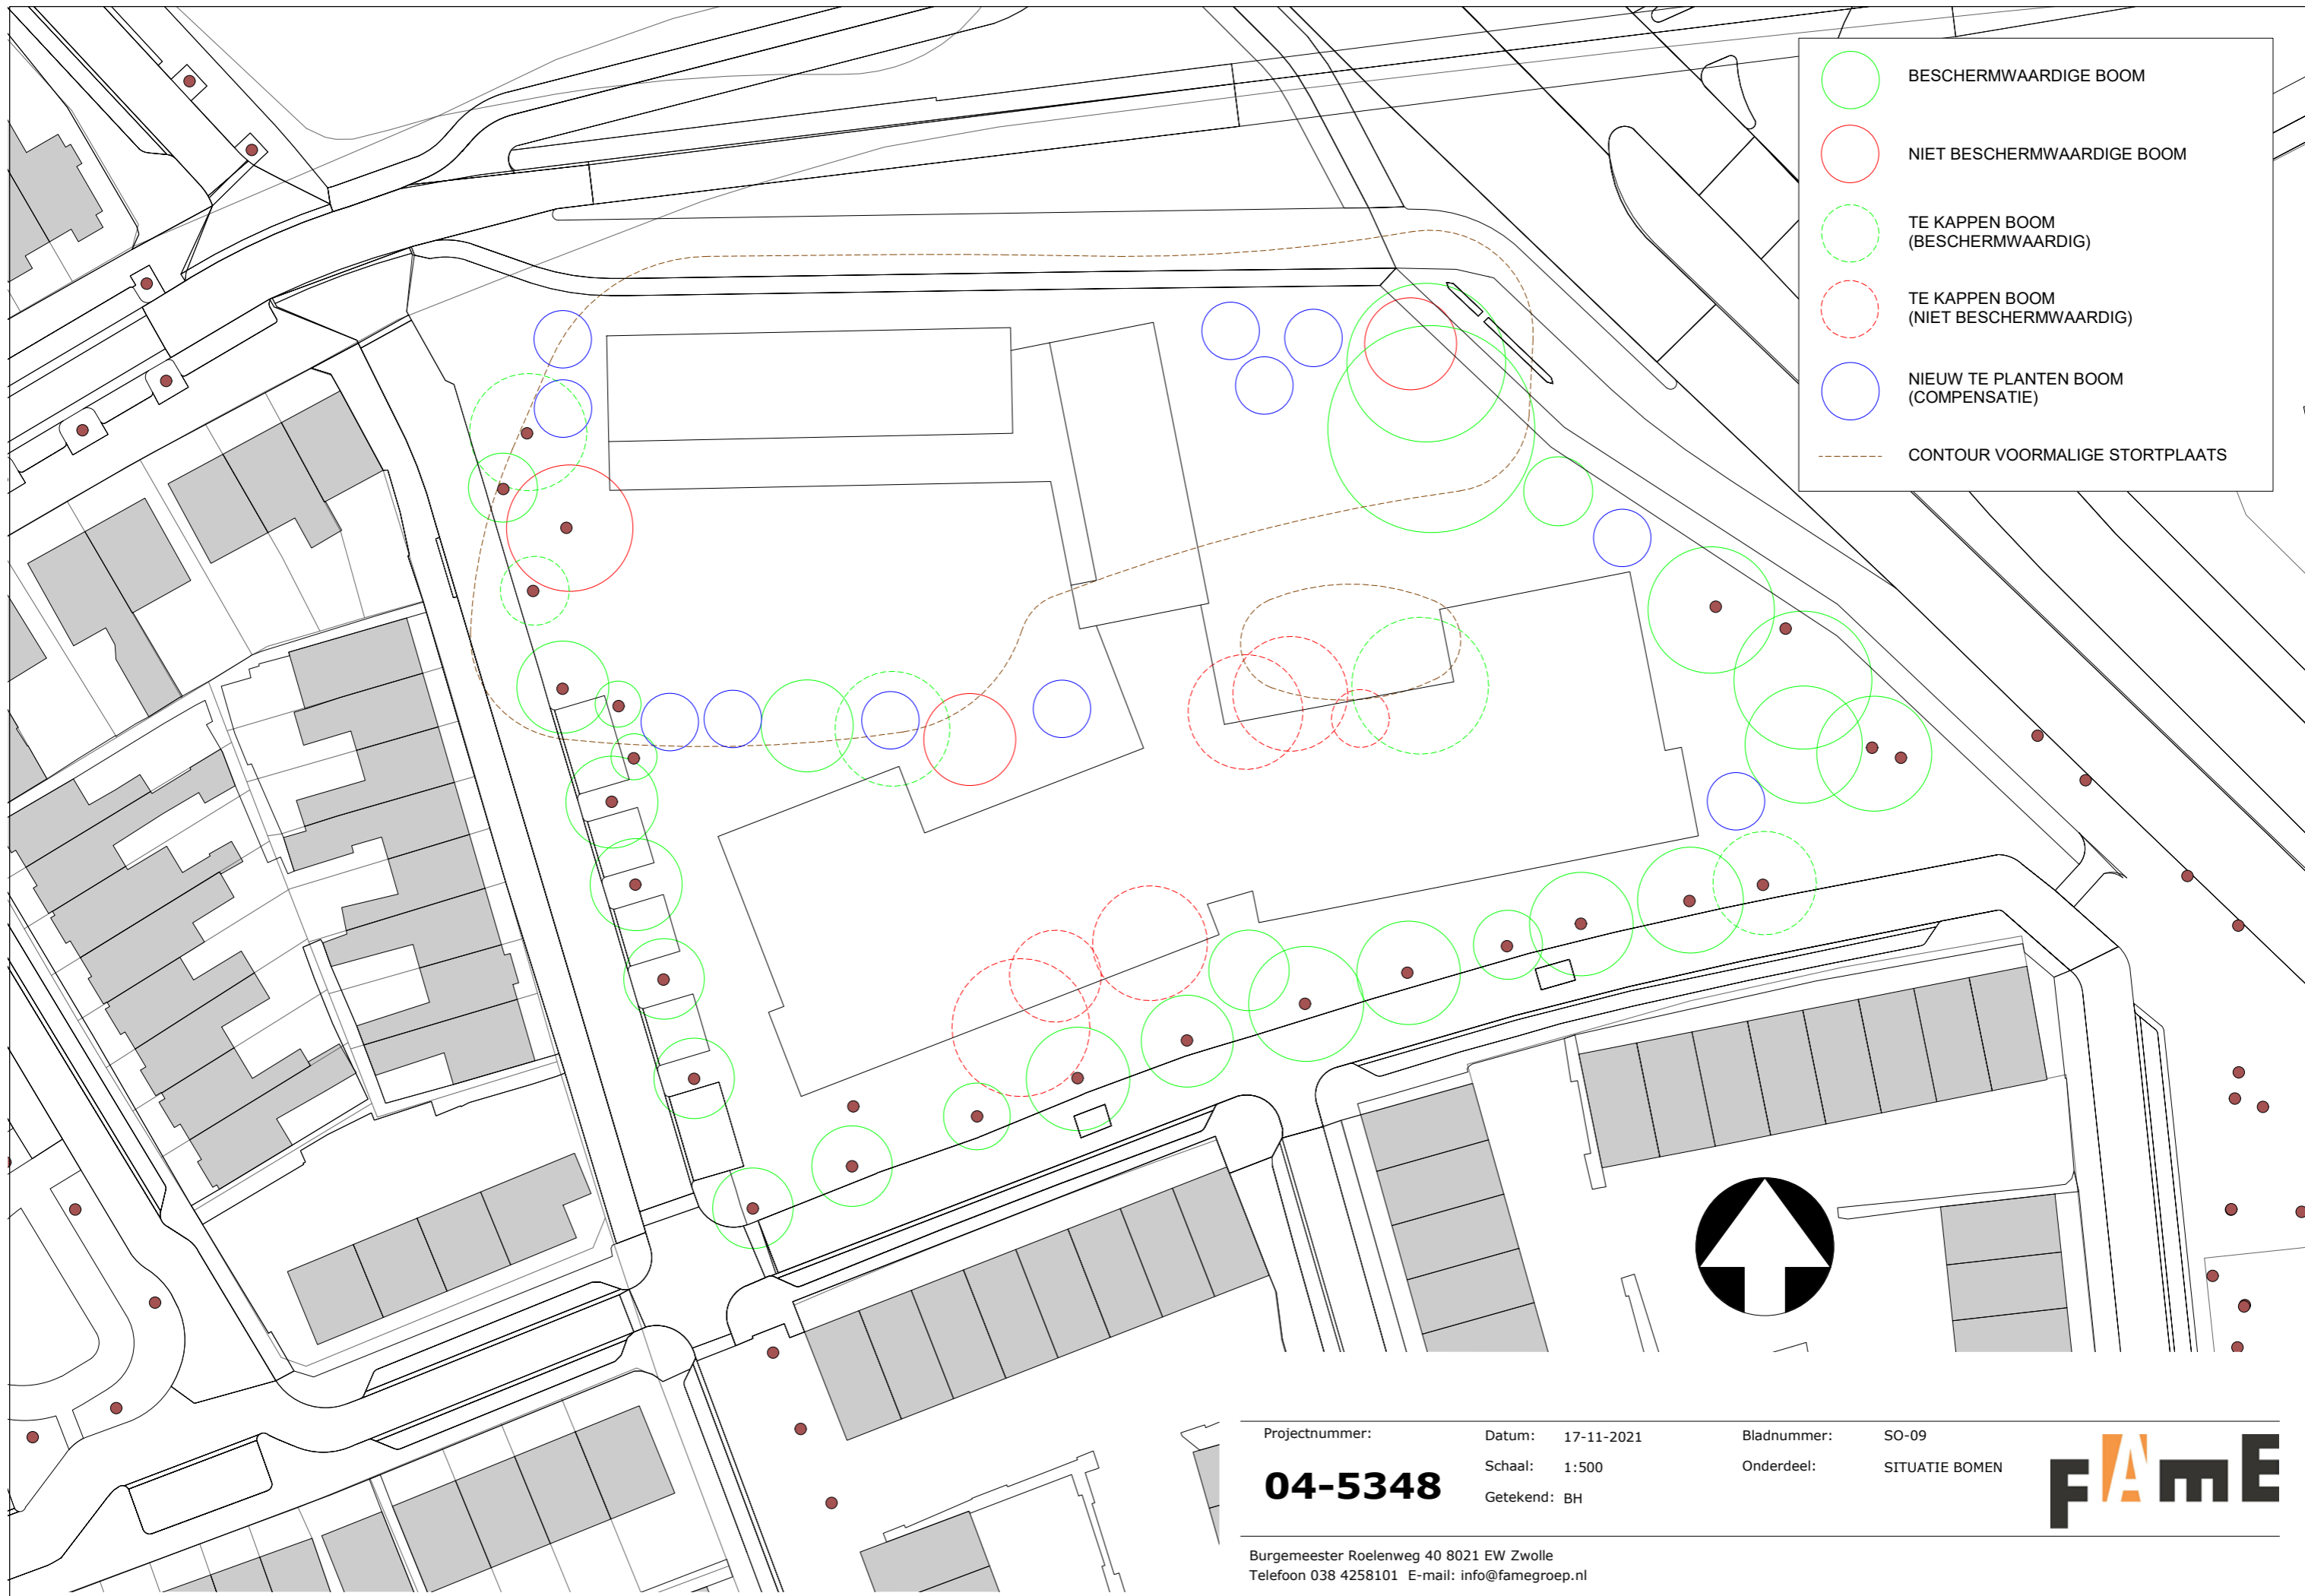 BESCHERMWAARDIGE BOOM
NIET BESCHERMWAARDIGE BOOM
TE KAPPEN BOOM
(BESCHERMWAARDIG)
TE KAPPEN BOOM
(NIET BESCHERMWAARDIG)
NIEUW TE PLANTEN BOOM
(COMPENSATIE)
CONTOUR VOORMALIGE STORTPLAATS
Projectnummer:
04-5348
Datum: 17-11-2021
Schaal: 1:500
Getekend: BH
Bladnummer: SO-09
Onderdeel: SITUATIE BOMEN
FAmE
Burgemeester Roelenweg 40 8021 EW Zwolle
Telefoon 038 4258101 E-mail: info@famegroep.nl